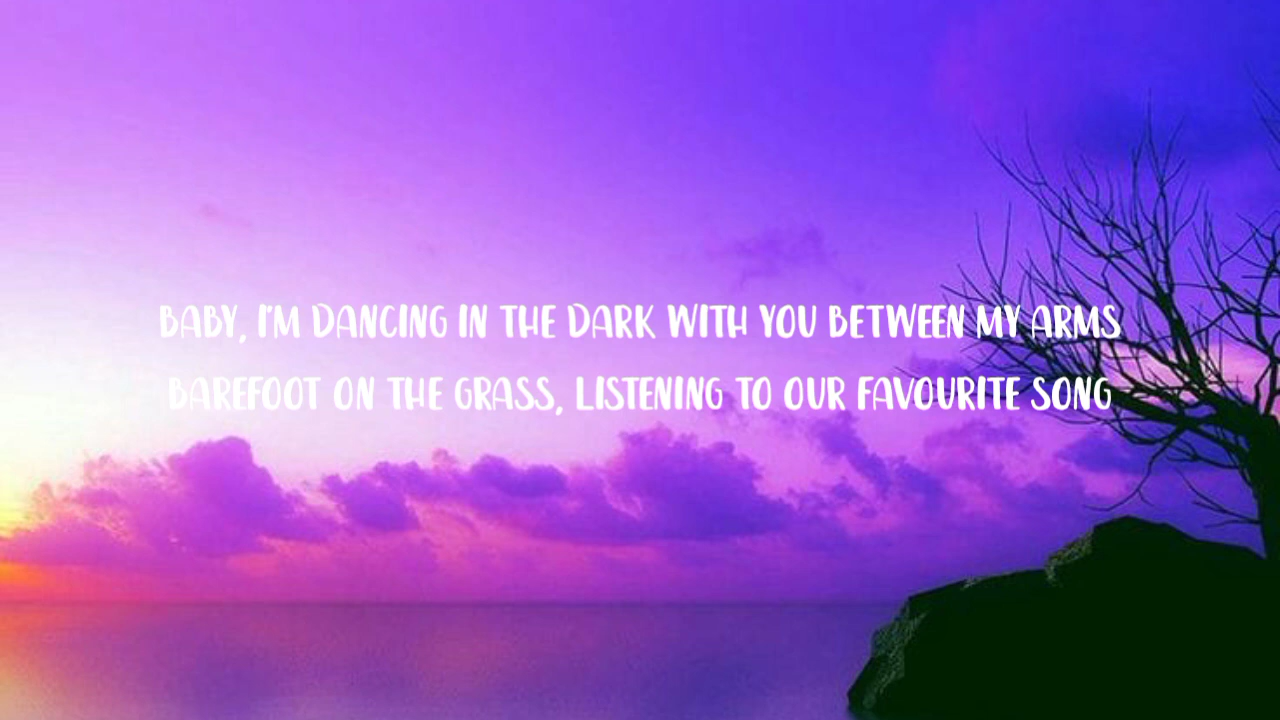 BABY, I'M DANCING IN THE DARK WITH YOU BETWEEN MY ARMS
BAREFOOT ON THE GRASS, LISTENING TO OUR FAVOURITE SONG